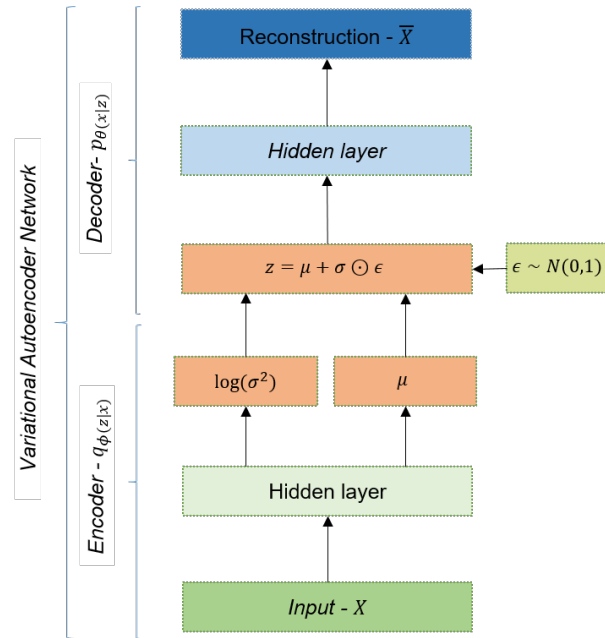 Reconstruction - X̅
Hidden layer
z = μ + σ ⊙ ϵ
ϵ ~ N(0,1)
log(σ²)
μ
Hidden layer
Input - X
Variational Autoencoder Network
Decoder- p_θ(x|z)
Encoder - q_ϕ(z|x)